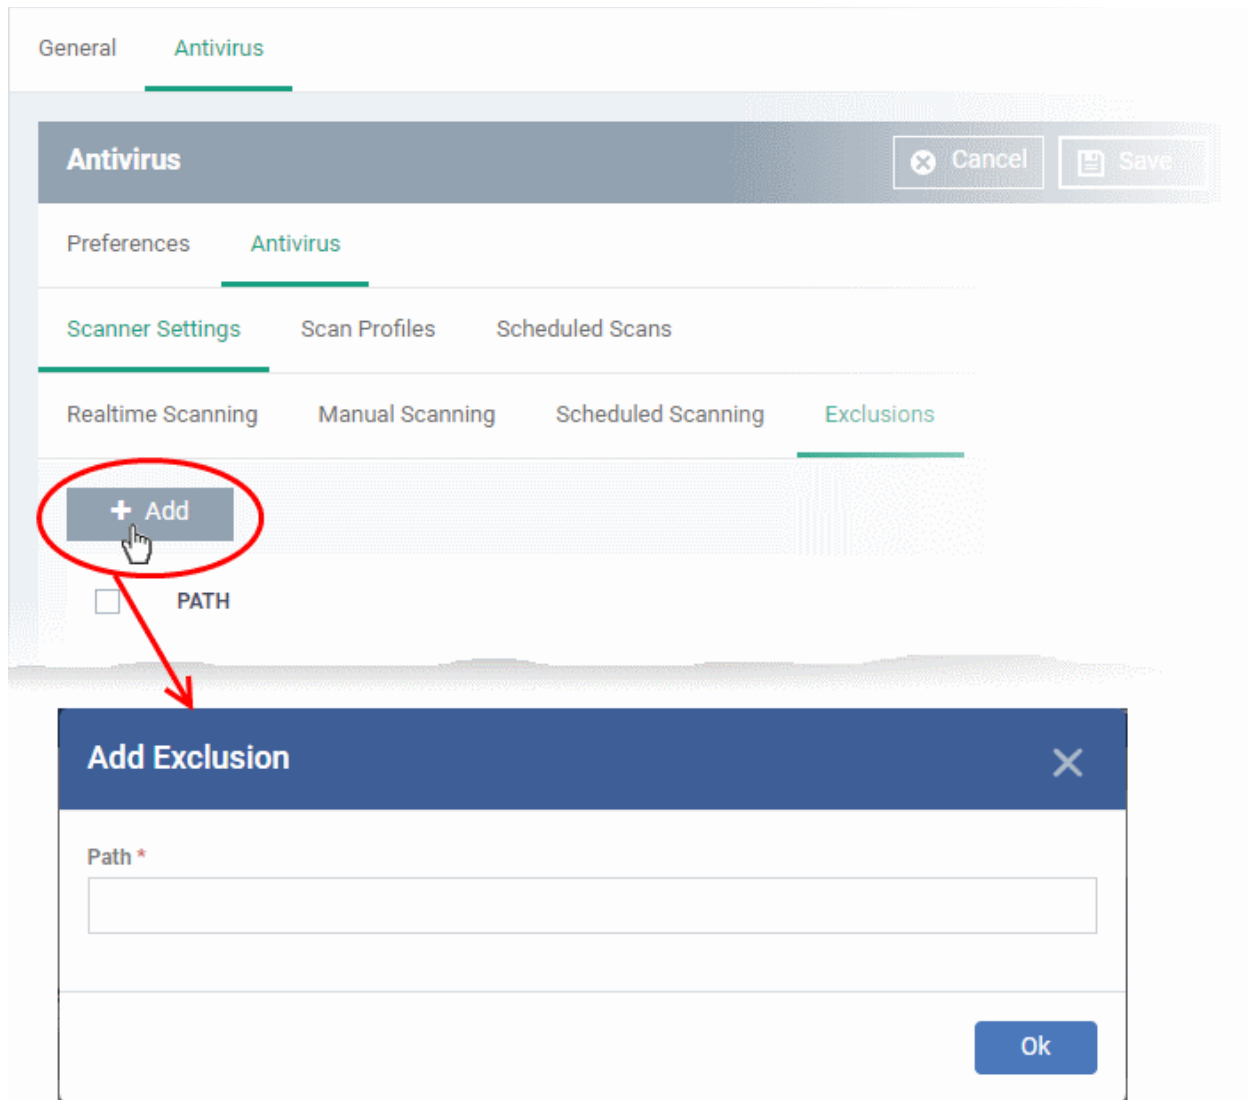 General Antivirus
Antivirus Cancel Save
Preferences Antivirus
Scanner Settings Scan Profiles Scheduled Scans
Realtime Scanning Manual Scanning Scheduled Scanning Exclusions
+ Add
PATH
Add Exclusion
Path *
Ok